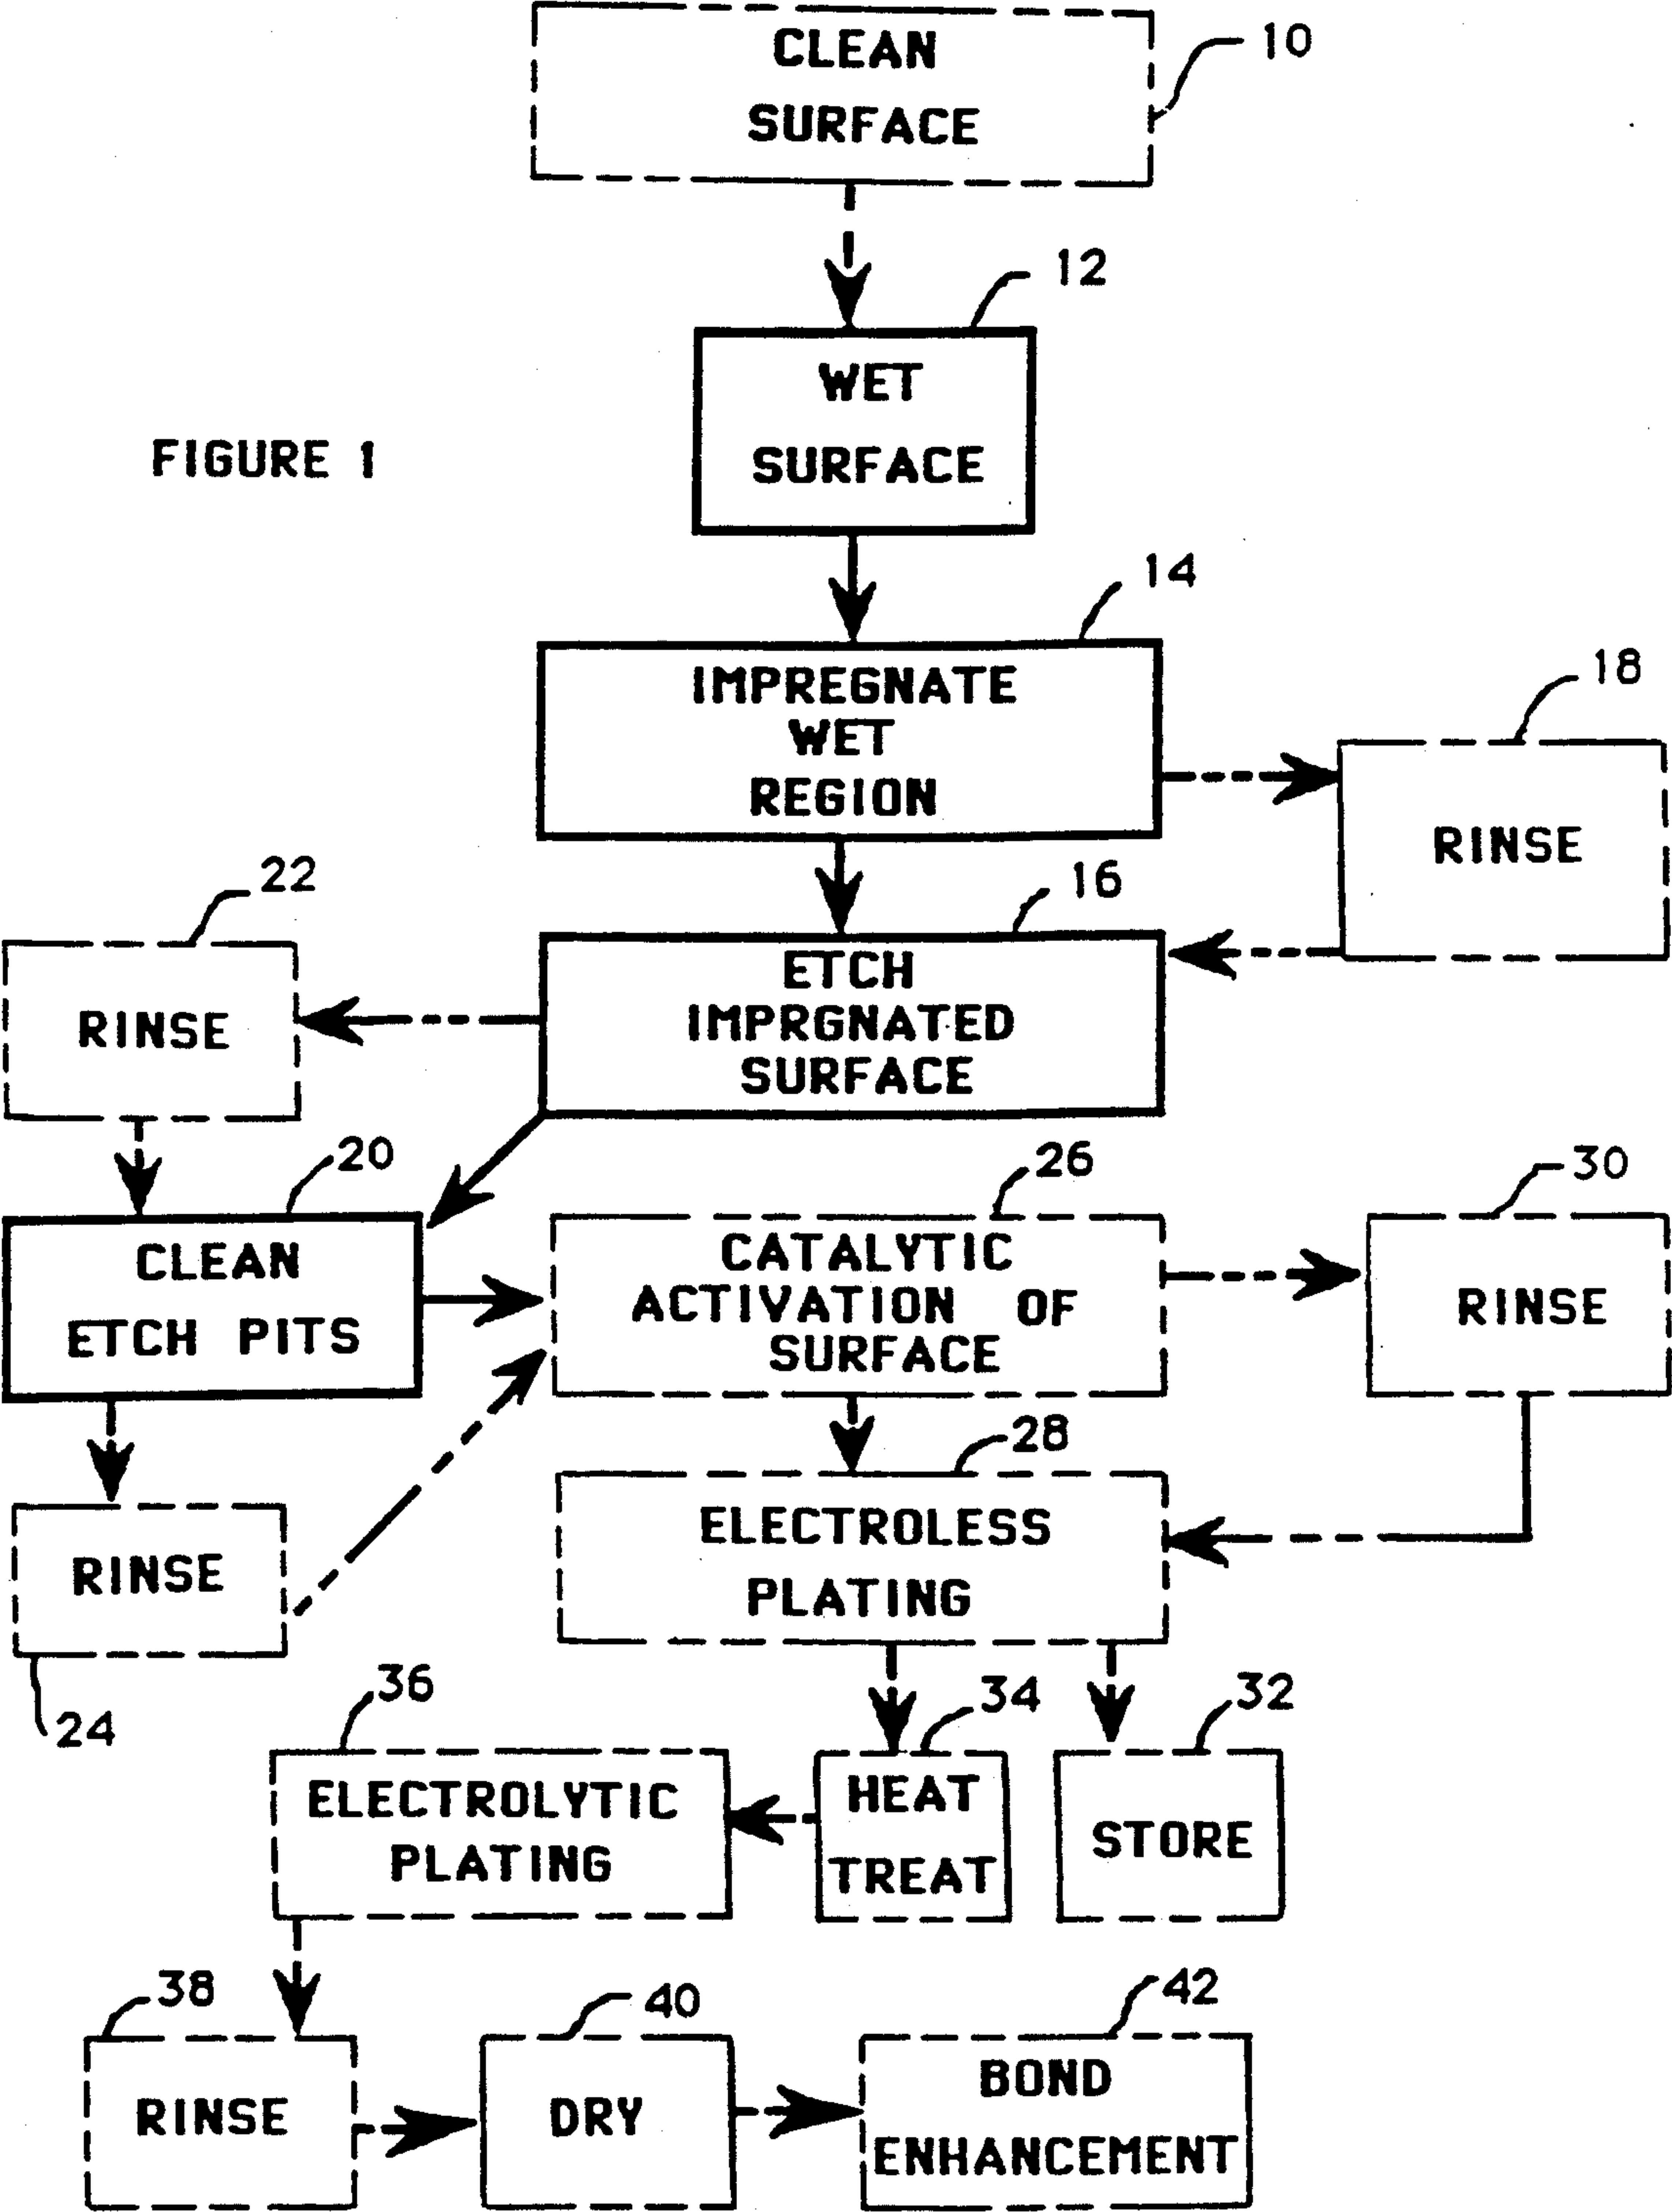 CLEAN
SURFACE
10
12
WET
SURFACE
FIGURE 1
14
IMPREGNATE
WET
REGION
18
RINSE
16
ETCH
IMPRGNATED
SURFACE
22
RINSE
20
CLEAN
ETCH PITS
26
CATALYTIC
ACTIVATION OF
SURFACE
30
RINSE
28
ELECTROLESS
PLATING
RINSE
24
36
ELECTROLYTIC
PLATING
34
HEAT
TREAT
32
STORE
38
RINSE
40
DRY
42
BOND
ENHANCEMENT